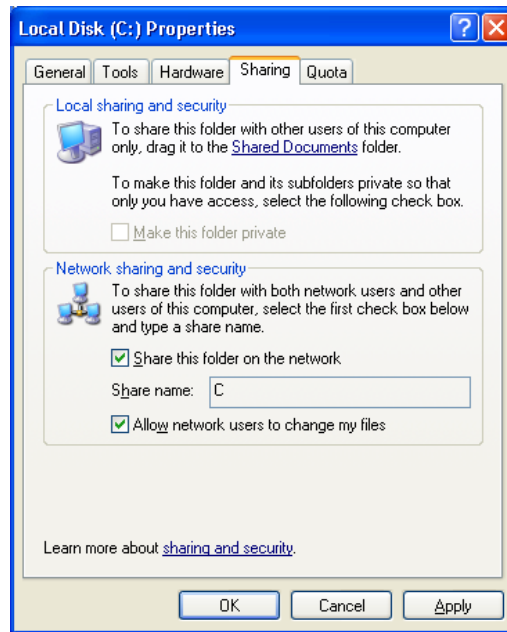 Local Disk (C:) Properties
General Tools Hardware Sharing Quota
Local sharing and security
To share this folder with other users of this computer
only, drag it to the Shared Documents folder.
To make this folder and its subfolders private so that
only you have access, select the following check box.
Make this folder private
Network sharing and security
To share this folder with both network users and other
users of this computer, select the first check box below
and type a share name.
Share this folder on the network
Share name: C
Allow network users to change my files
Learn more about sharing and security.
OK Cancel Apply